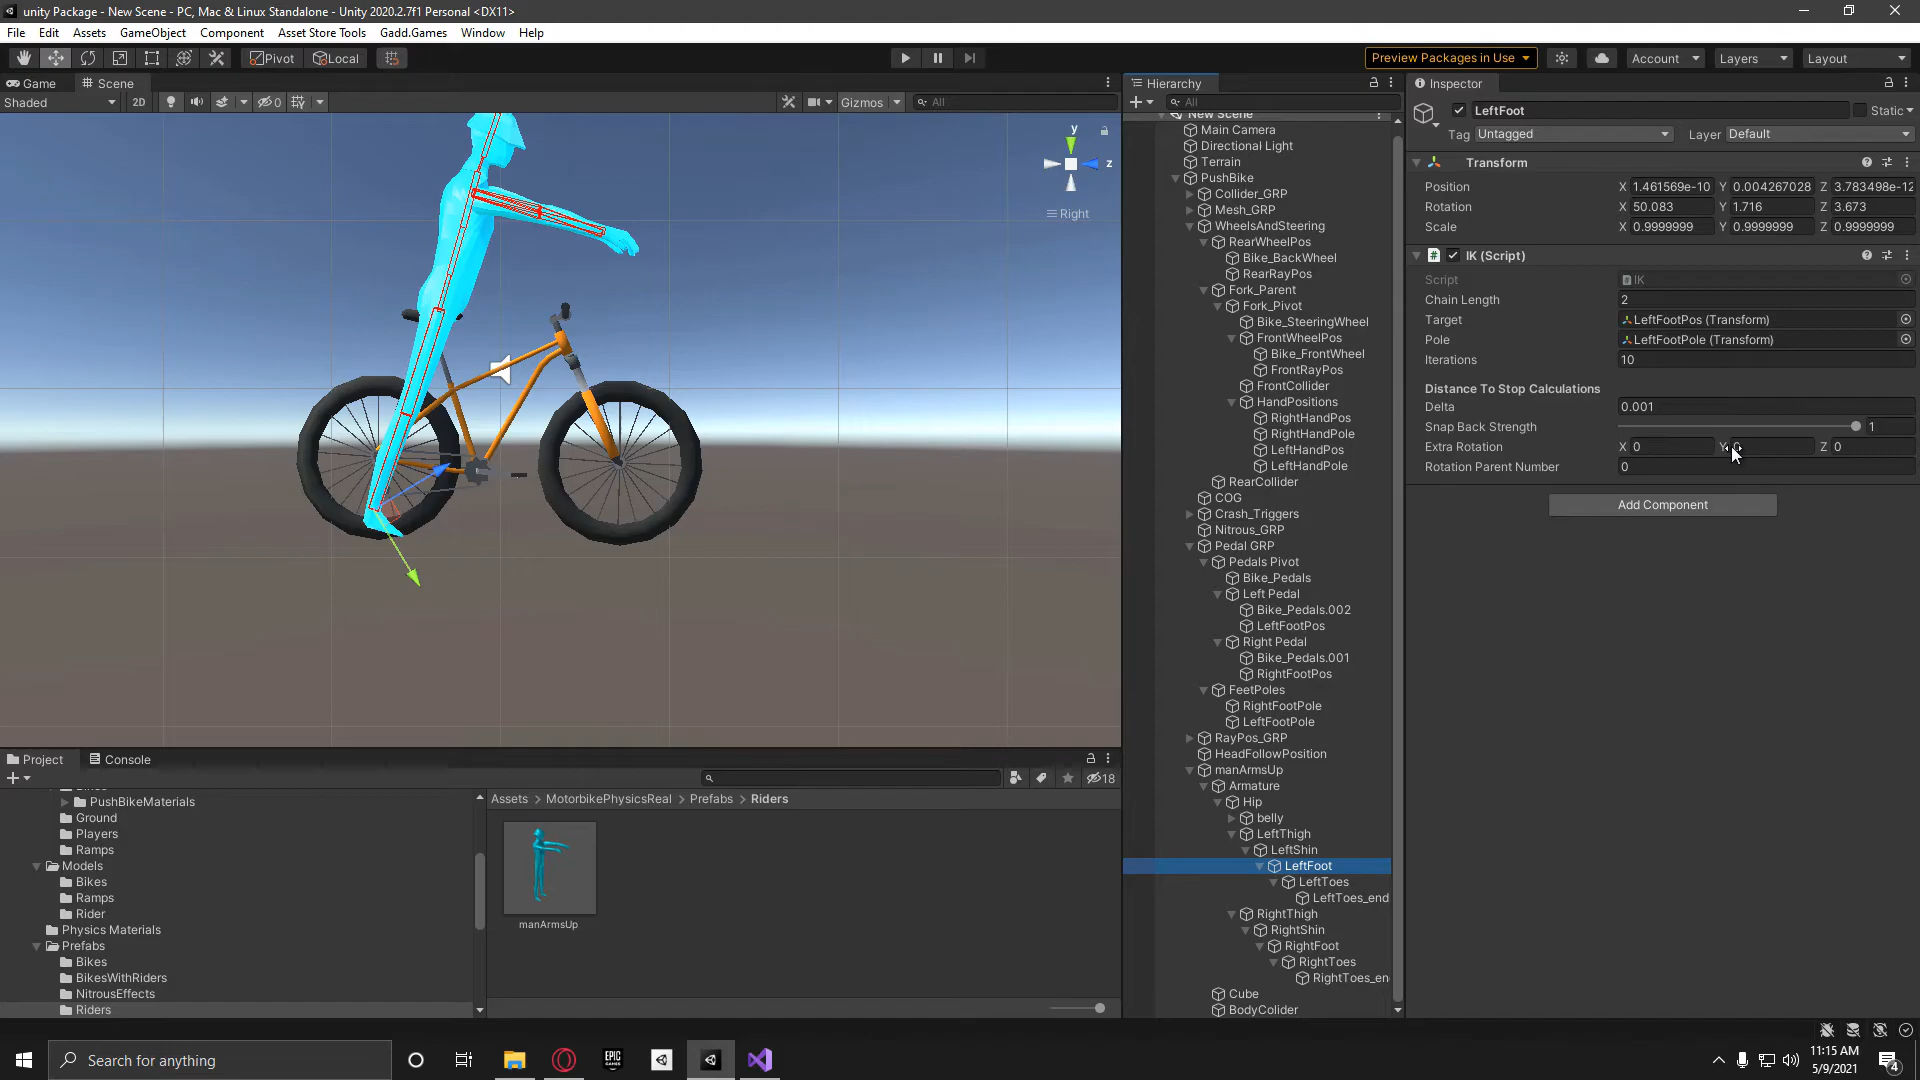 unity Package - New Scene - PC, Mac & Linux Standalone - Unity 2020.2.7f1 Personal <DX11>
File Edit Assets GameObject Component Asset Store Tools Gadd.Games Window Help
Pivot Local Preview Packages in Use Account Layers Layout
Game Scene
Shaded 2D 0 Gizmos All
y
z
Right
Hierarchy
All
New Scene
Main Camera
Directional Light
Terrain
PushBike
Collider_GRP
Mesh_GRP
WheelsAndSteering
RearWheelPos
Bike_BackWheel
RearRayPos
Fork_Parent
Fork_Pivot
Bike_SteeringWheel
FrontWheelPos
Bike_FrontWheel
FrontRayPos
FrontCollider
HandPositions
RightHandPos
RightHandPole
LeftHandPos
LeftHandPole
RearCollider
COG
Crash_Triggers
Nitrous_GRP
Pedal GRP
Pedals Pivot
Bike_Pedals
Left Pedal
Bike_Pedals.002
LeftFootPos
Right Pedal
Bike_Pedals.001
RightFootPos
FeetPoles
RightFootPole
LeftFootPole
RayPos_GRP
HeadFollowPosition
manArmsUp
Armature
Hip
belly
LeftThigh
LeftShin
LeftFoot
LeftToes
LeftToes_end
RightThigh
RightShin
RightFoot
RightToes
RightToes_en
Cube
BodyColider
Inspector
LeftFoot Static
Tag Untagged Layer Default
Transform
Position X 1.461569e-10 Y 0.004267028 Z 3.783498e-12
Rotation X 50.083 Y 1.716 Z 3.673
Scale X 0.9999999 Y 0.9999999 Z 0.9999999
# IK (Script)
Script IK
Chain Length 2
Target LeftFootPos (Transform)
Pole LeftFootPole (Transform)
Iterations 10
Distance To Stop Calculations
Delta 0.001
Snap Back Strength 1
Extra Rotation X 0 Y Z 0
Rotation Parent Number 0
Add Component
Project Console
18
PushBikeMaterials
Ground
Players
Ramps
Models
Bikes
Ramps
Rider
Physics Materials
Prefabs
Bikes
BikesWithRiders
NitrousEffects
Riders
Assets > MotorbikePhysicsReal > Prefabs > Riders
manArmsUp
Search for anything
EPIC GAMES
11:15 AM
5/9/2021
4